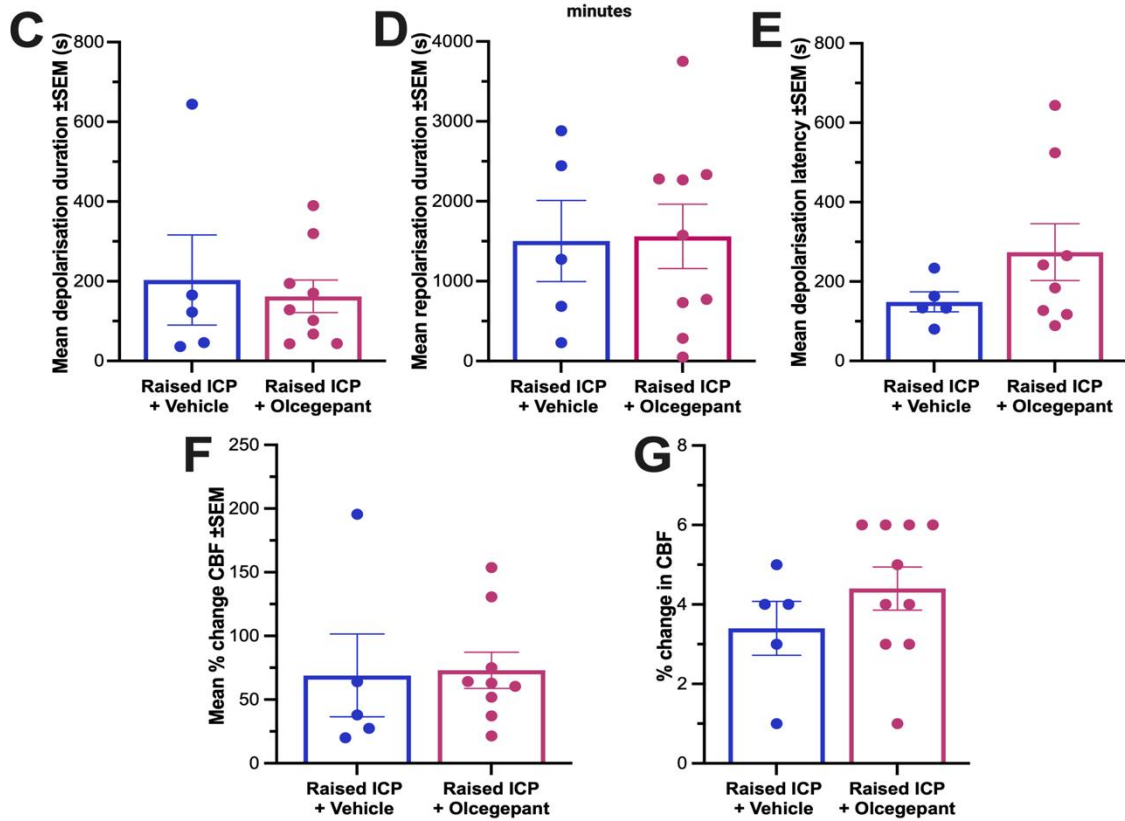 minutes
C
Mean depolarisation duration ±SEM (s)
800
600
400
200
0
Raised ICP
+ Vehicle
Raised ICP
+ Olcegepant
D
Mean repolarisation duration ±SEM (s)
4000
3000
2000
1000
0
Raised ICP
+ Vehicle
Raised ICP
+ Olcegepant
E
Mean depolarisation latency ±SEM (s)
800
600
400
200
0
Raised ICP
+ Vehicle
Raised ICP
+ Olcegepant
F
Mean % change CBF ±SEM
250
200
150
100
50
0
Raised ICP
+ Vehicle
Raised ICP
+ Olcegepant
G
% change in CBF
8
6
4
2
0
Raised ICP
+ Vehicle
Raised ICP
+ Olcegepant